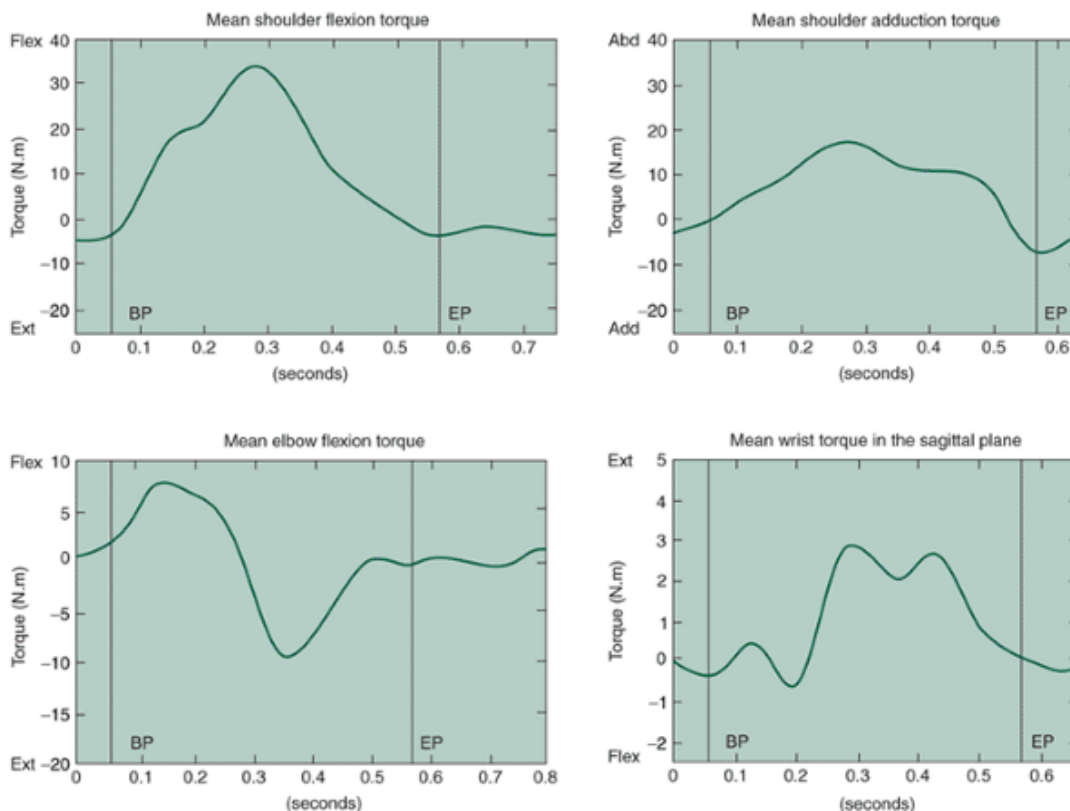 Mean shoulder flexion torque
Flex
40
30
20
10
0
−10
−20
Ext
Torque (N.m)
BP
EP
0 0.1 0.2 0.3 0.4 0.5 0.6 0.7
(seconds)
Mean shoulder adduction torque
Abd
40
30
20
10
0
−10
−20
Add
Torque (N.m)
BP
EP
0 0.1 0.2 0.3 0.4 0.5 0.6
(seconds)
Mean elbow flexion torque
Flex
10
5
0
−5
−10
−15
Ext −20
Torque (N.m)
BP
EP
0 0.1 0.2 0.3 0.4 0.5 0.6 0.7 0.8
(seconds)
Mean wrist torque in the sagittal plane
Ext
5
4
3
2
1
0
−1
−2
Flex
Torque (N.m)
BP
EP
0 0.1 0.2 0.3 0.4 0.5 0.6
(seconds)